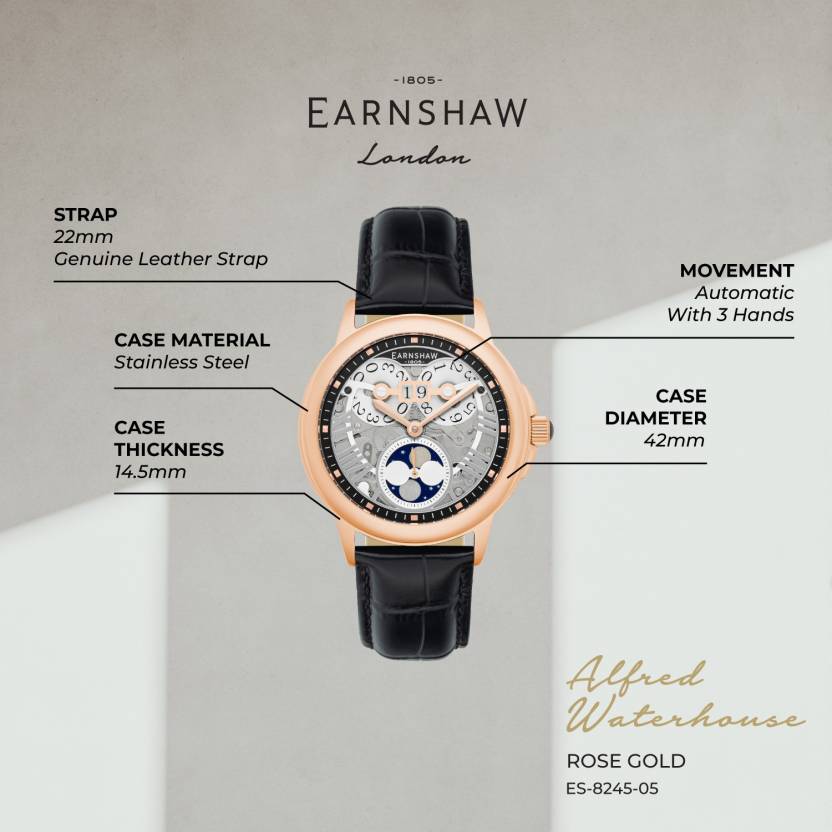 -1805-
EARNSHAW
London
STRAP
22mm
Genuine Leather Strap
MOVEMENT
Automatic
With 3 Hands
CASE MATERIAL
Stainless Steel
CASE
DIAMETER
42mm
CASE
THICKNESS
14.5mm
EARNSHAW
-1805-
19
Alfred
Waterhouse
ROSE GOLD
ES-8245-05